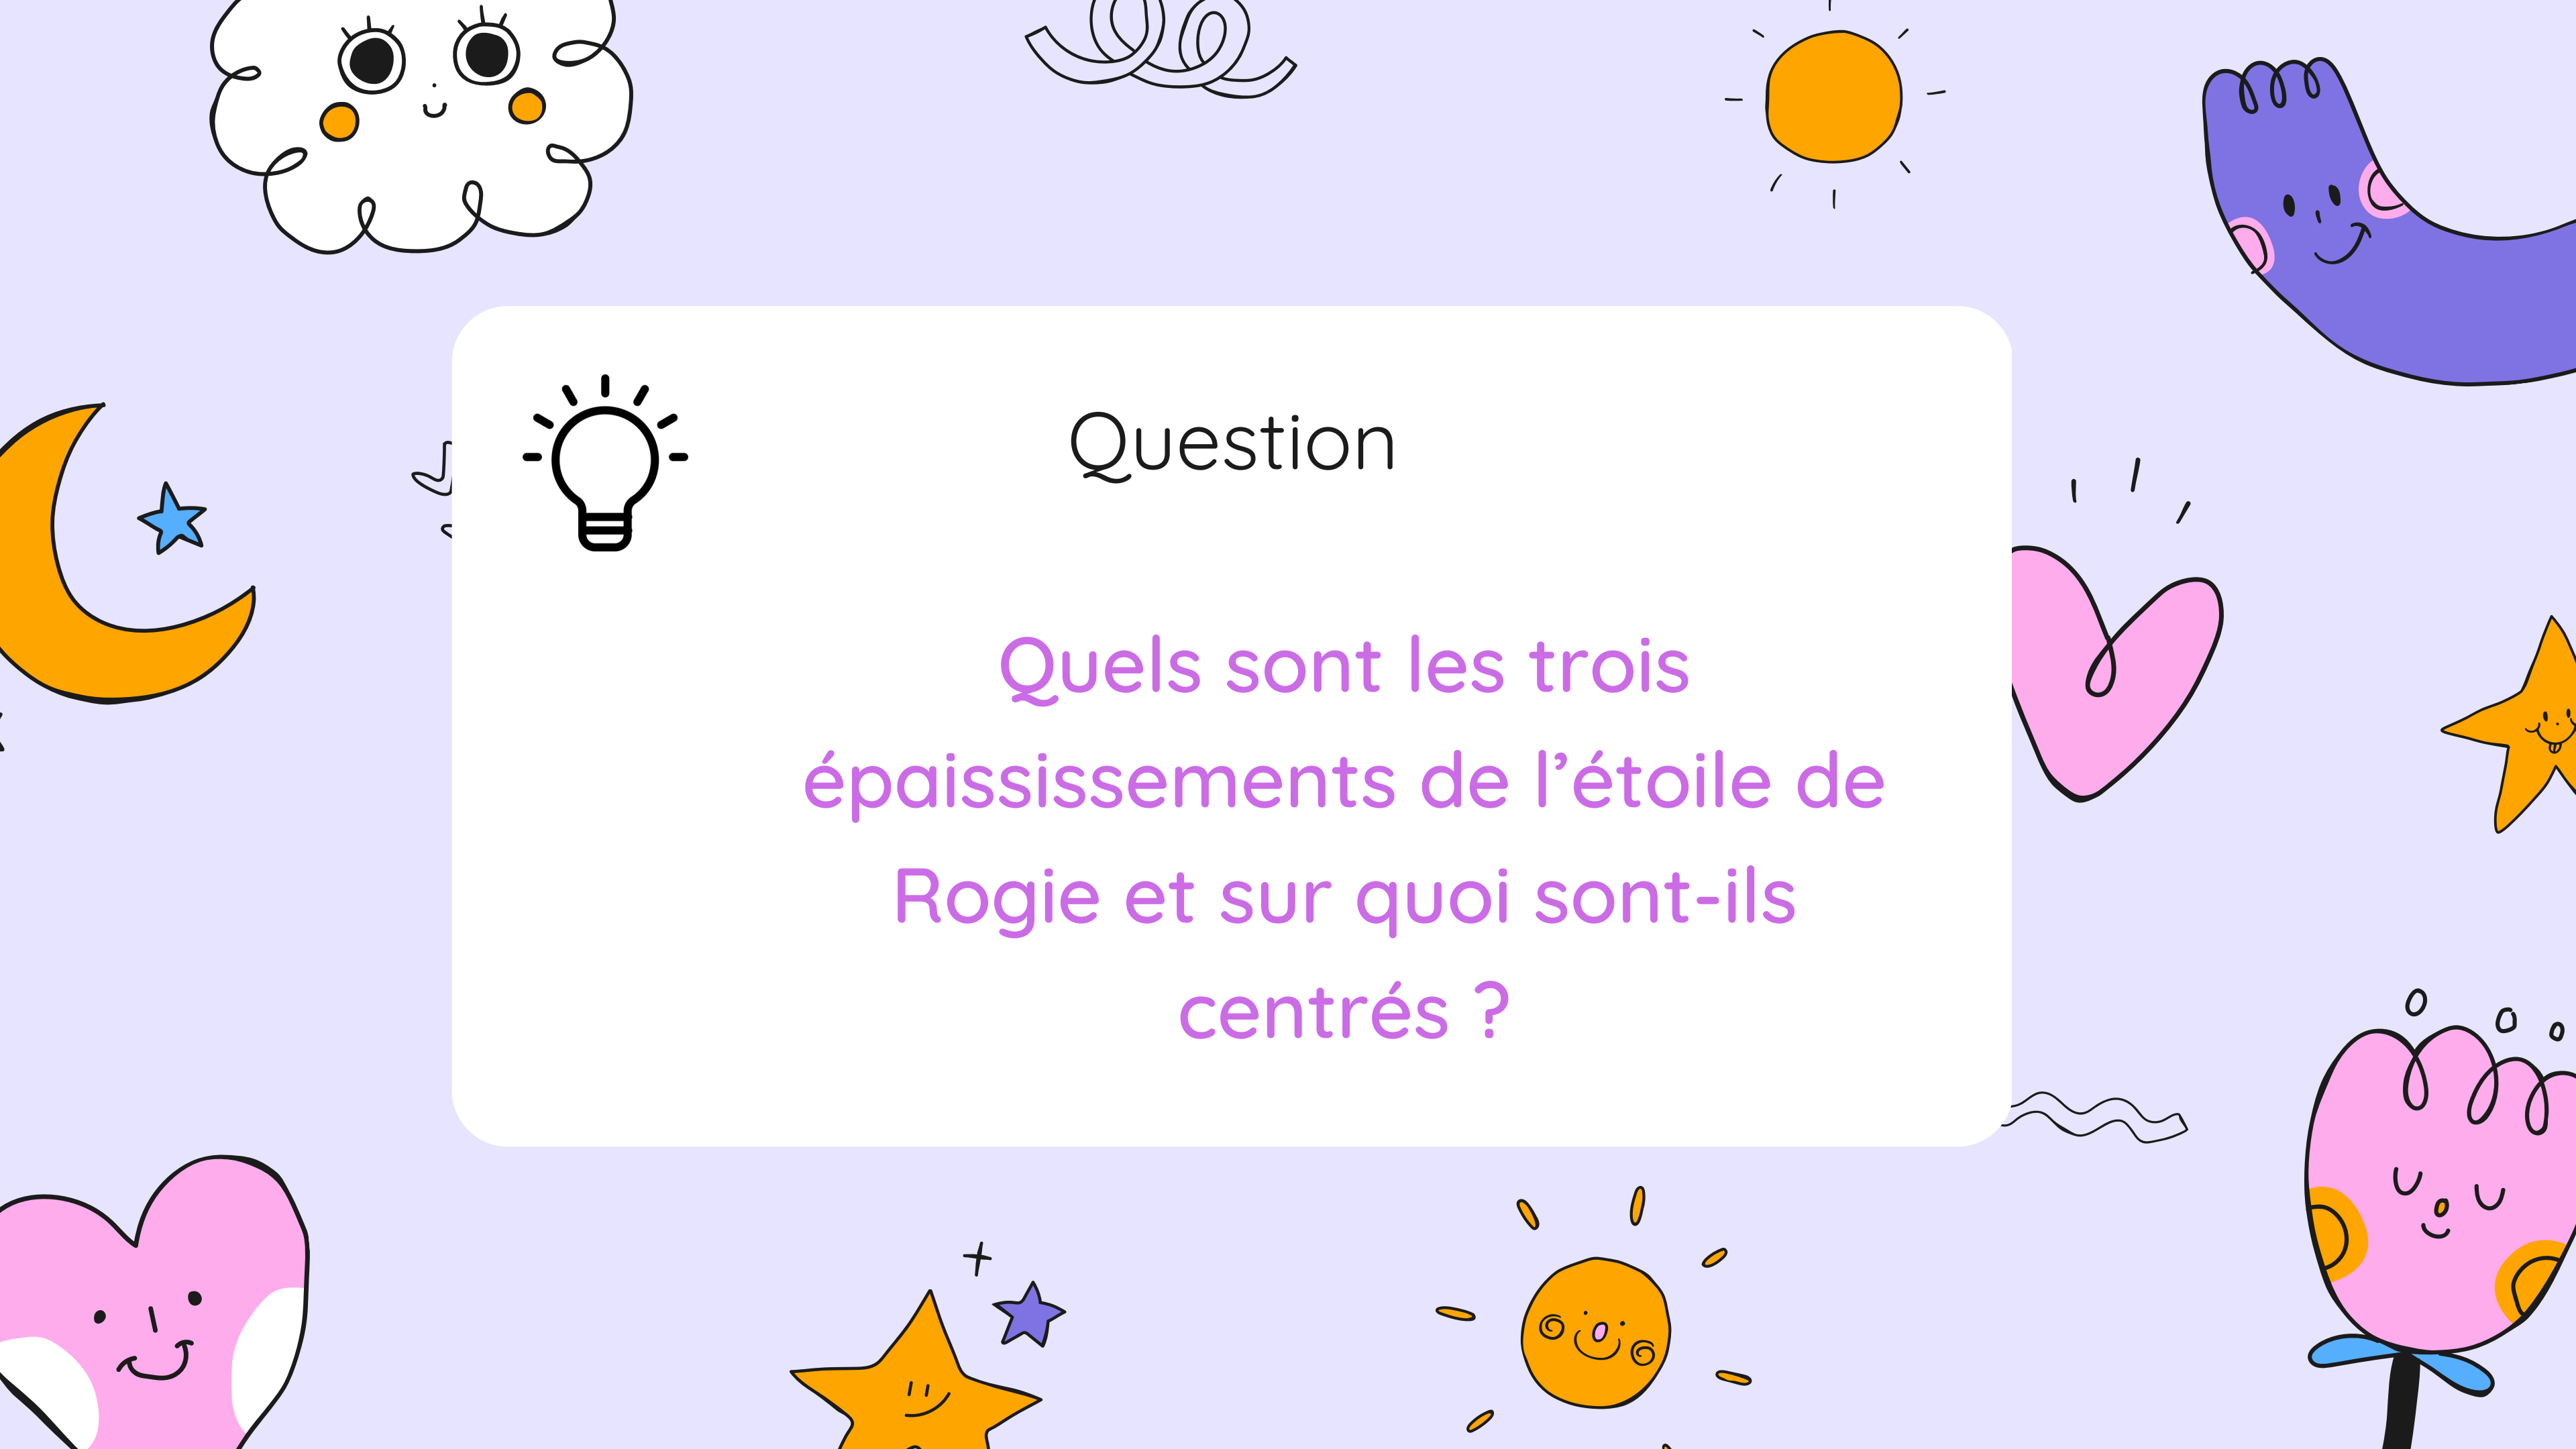 Question
Quels sont les trois
épaississements de l’étoile de
Rogie et sur quoi sont-ils
centrés ?